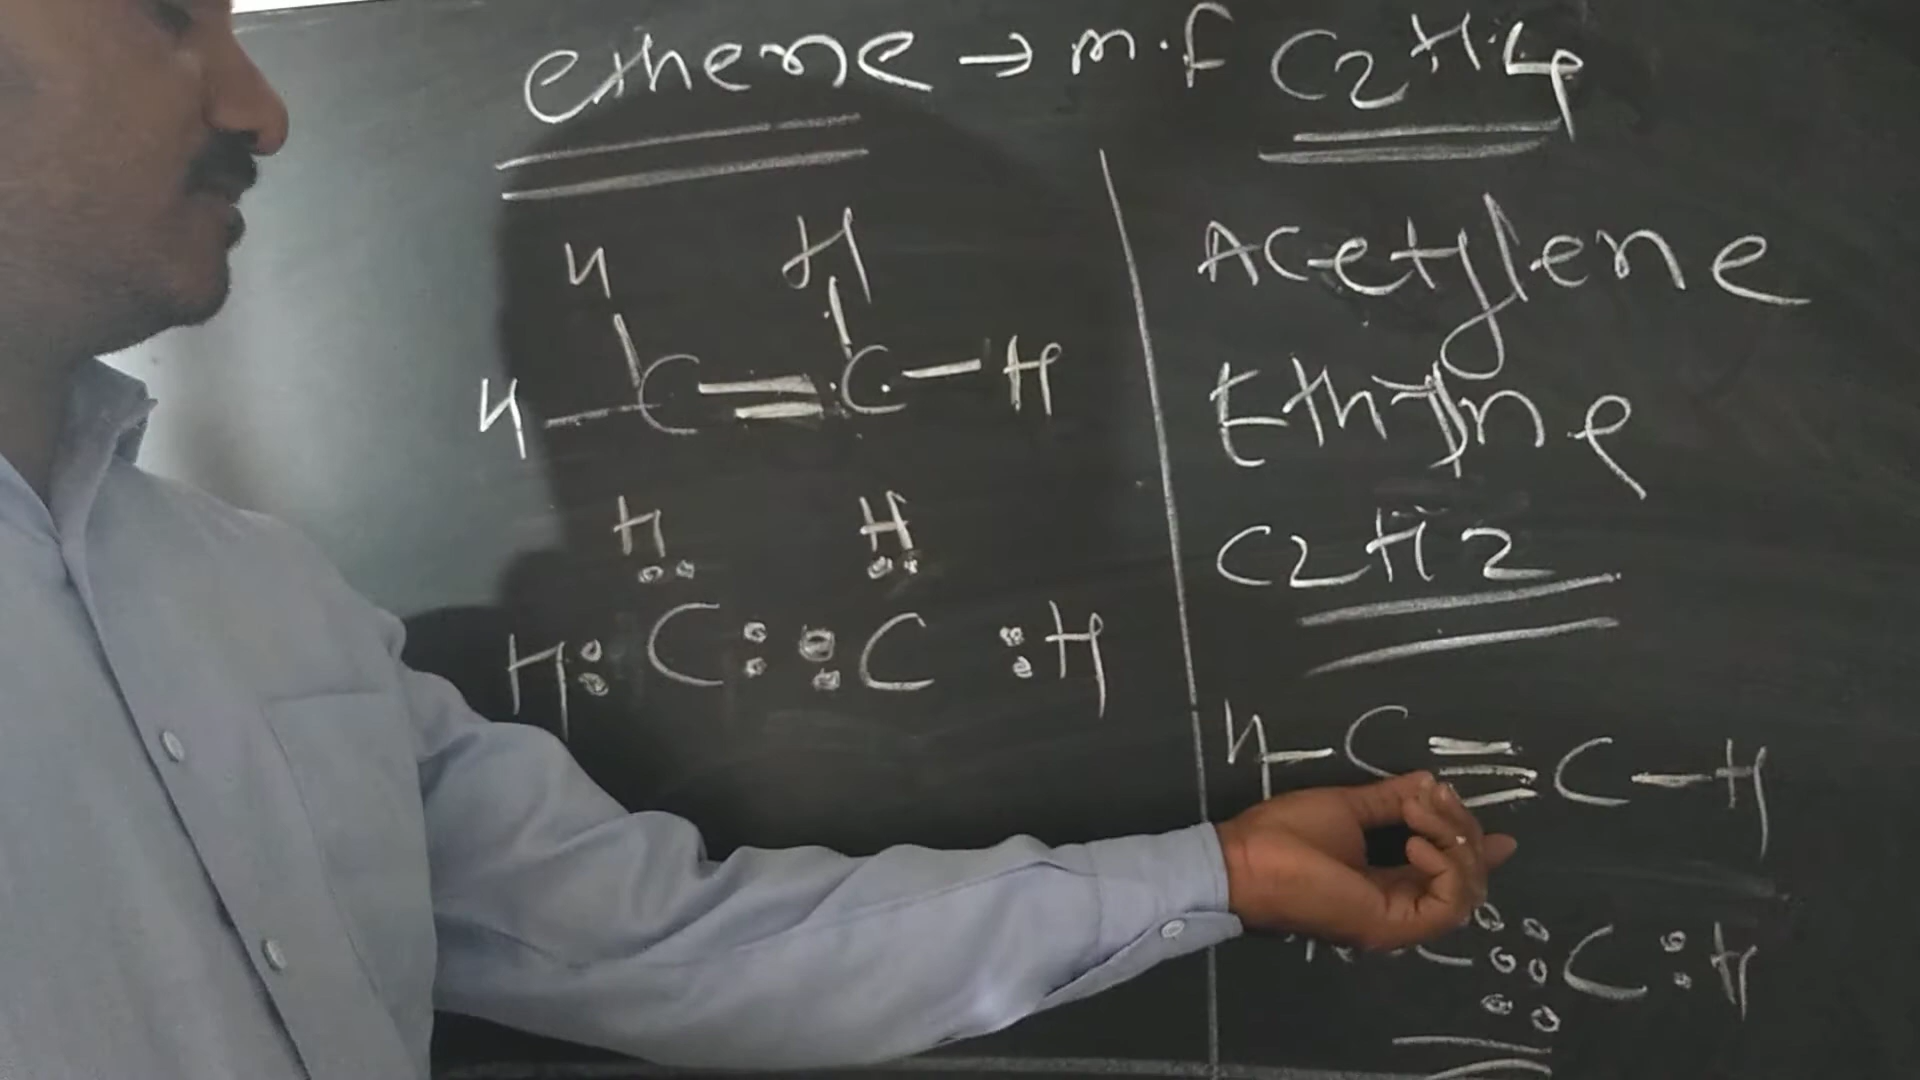 ethene → m.f C2H4
H H
H C = C H
H H
H : C : : C : H
Acetylene
Ethyne
C2H2
H - C ≡ C - H
C ⋮⋮ C : H